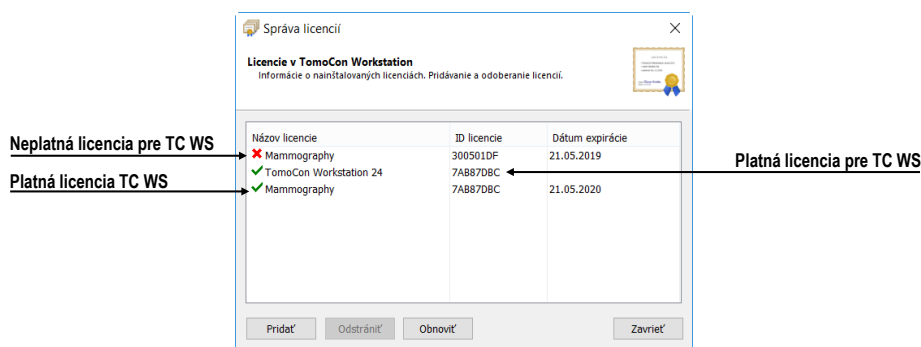 Správa licencií
Licencie v TomoCon Workstation
Informácie o nainštalovaných licenciách. Pridávanie a odoberanie licencií.
Názov licencie ID licencie Dátum expirácie
Neplatná licencia pre TC WS
Mammography 300501DF 21.05.2019
Platná licencia pre TC WS
TomoCon Workstation 24 7AB87DBC
Platná licencia TC WS
Mammography 7AB87DBC 21.05.2020
Pridať Odstrániť Obnoviť Zavrieť